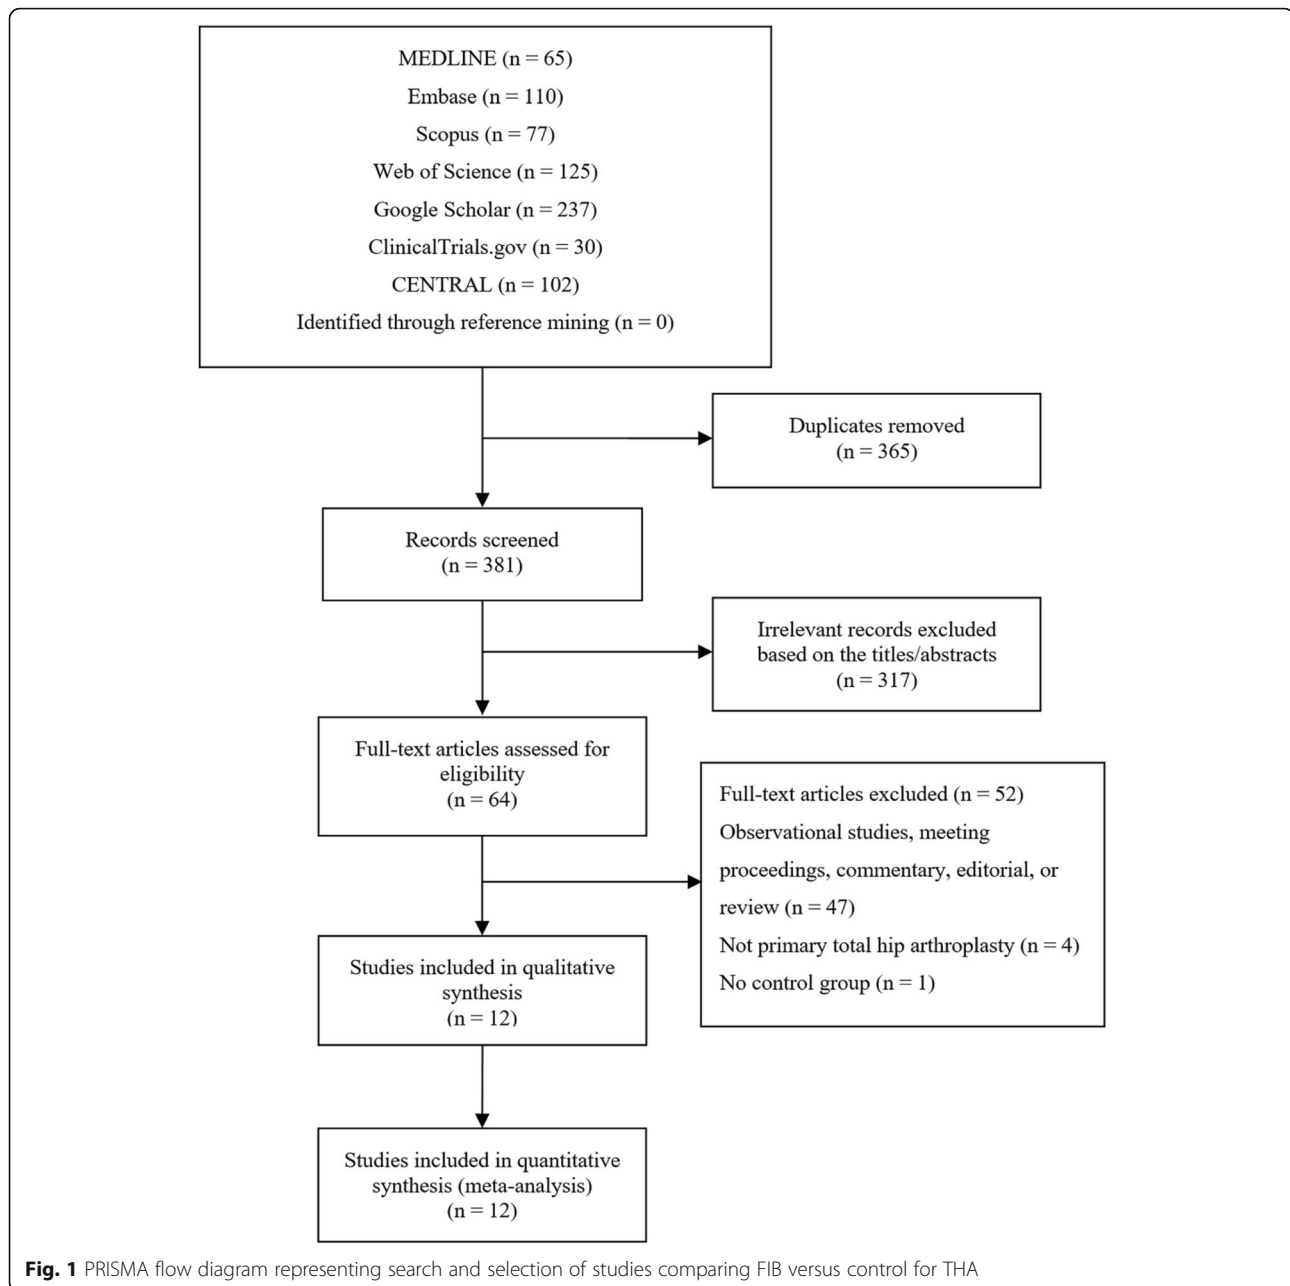 MEDLINE (n = 65)
Embase (n = 110)
Scopus (n = 77)
Web of Science (n = 125)
Google Scholar (n = 237)
ClinicalTrials.gov (n = 30)
CENTRAL (n = 102)
Identified through reference mining (n = 0)
Duplicates removed
(n = 365)
Records screened
(n = 381)
Irrelevant records excluded
based on the titles/abstracts
(n = 317)
Full-text articles assessed for
eligibility
(n = 64)
Full-text articles excluded (n = 52)
Observational studies, meeting
proceedings, commentary, editorial, or
review (n = 47)
Not primary total hip arthroplasty (n = 4)
No control group (n = 1)
Studies included in qualitative
synthesis
(n = 12)
Studies included in quantitative
synthesis (meta-analysis)
(n = 12)
Fig. 1 PRISMA flow diagram representing search and selection of studies comparing FIB versus control for THA